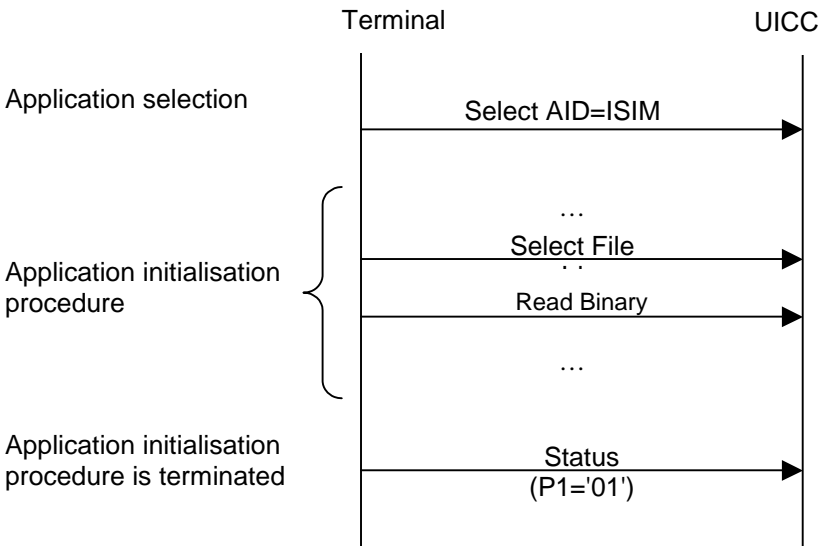 Terminal
UICC
Application selection
Select AID=ISIM
…
Select File
. .
Application initialisation
procedure
Read Binary
…
Application initialisation
procedure is terminated
Status
(P1='01')